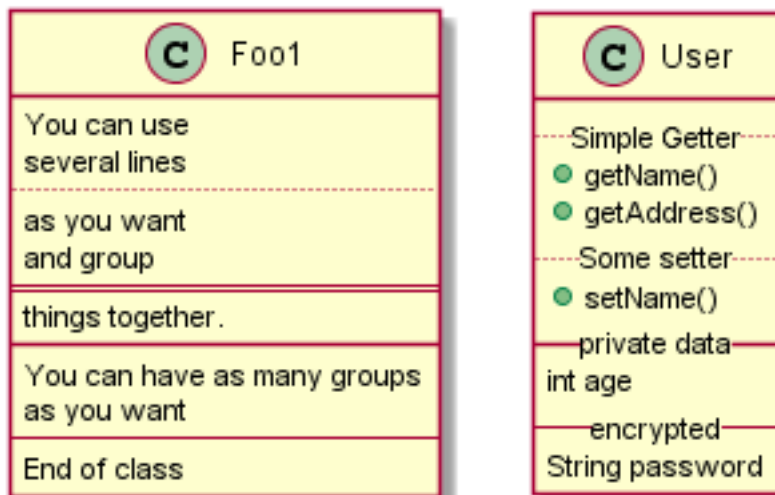 C Foo1
You can use
several lines
as you want
and group
things together.
You can have as many groups
as you want
End of class
C User
Simple Getter
getName()
getAddress()
Some setter
setName()
private data
int age
encrypted
String password